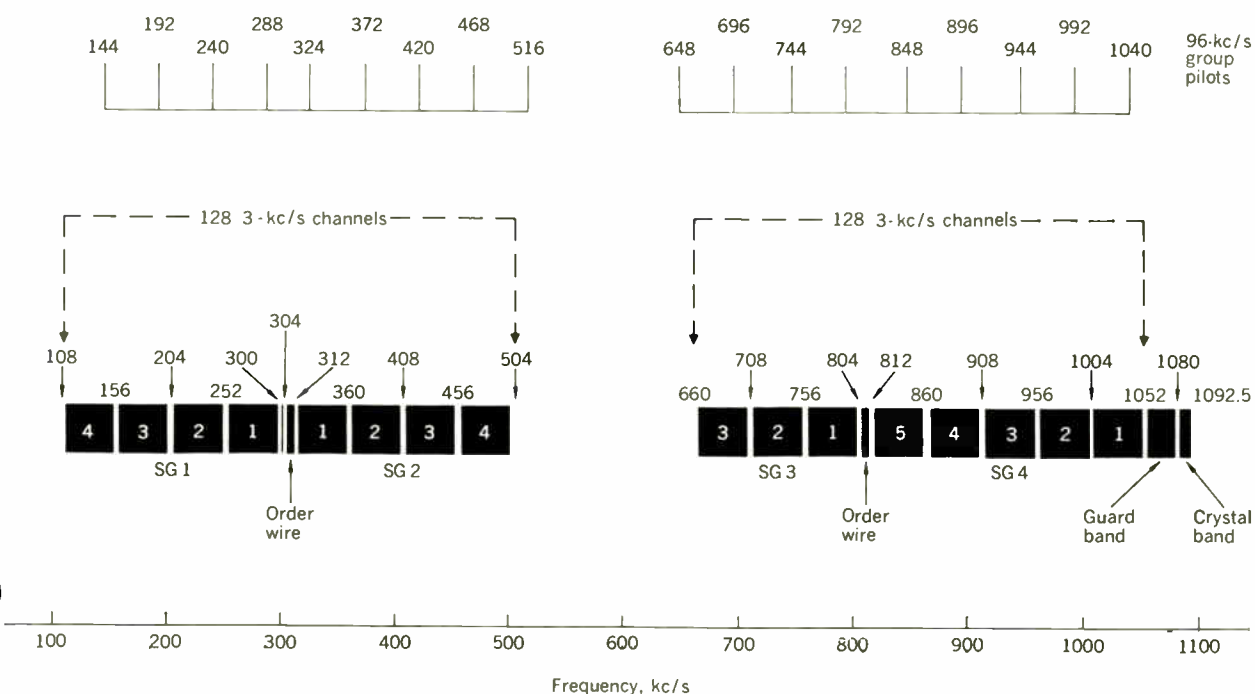 192 288 372 468 696 792 896 992
144 240 324 420 516 648 744 848 944 1040
96-kc/s
group
pilots
128 3-kc/s channels
128 3-kc/s channels
304
108 204 300 312 408 504 708 804 812 908 1004 1080
156 252 360 456 660 756 860 956 1052 1092.5
4 3 2 1 1 2 3 4 3 2 1 5 4 3 2 1
SG 1 SG 2 SG 3 SG 4
Order
wire
Order
wire
Guard
band
Crystal
band
100 200 300 400 500 600 700 800 900 1000 1100
Frequency, kc/s